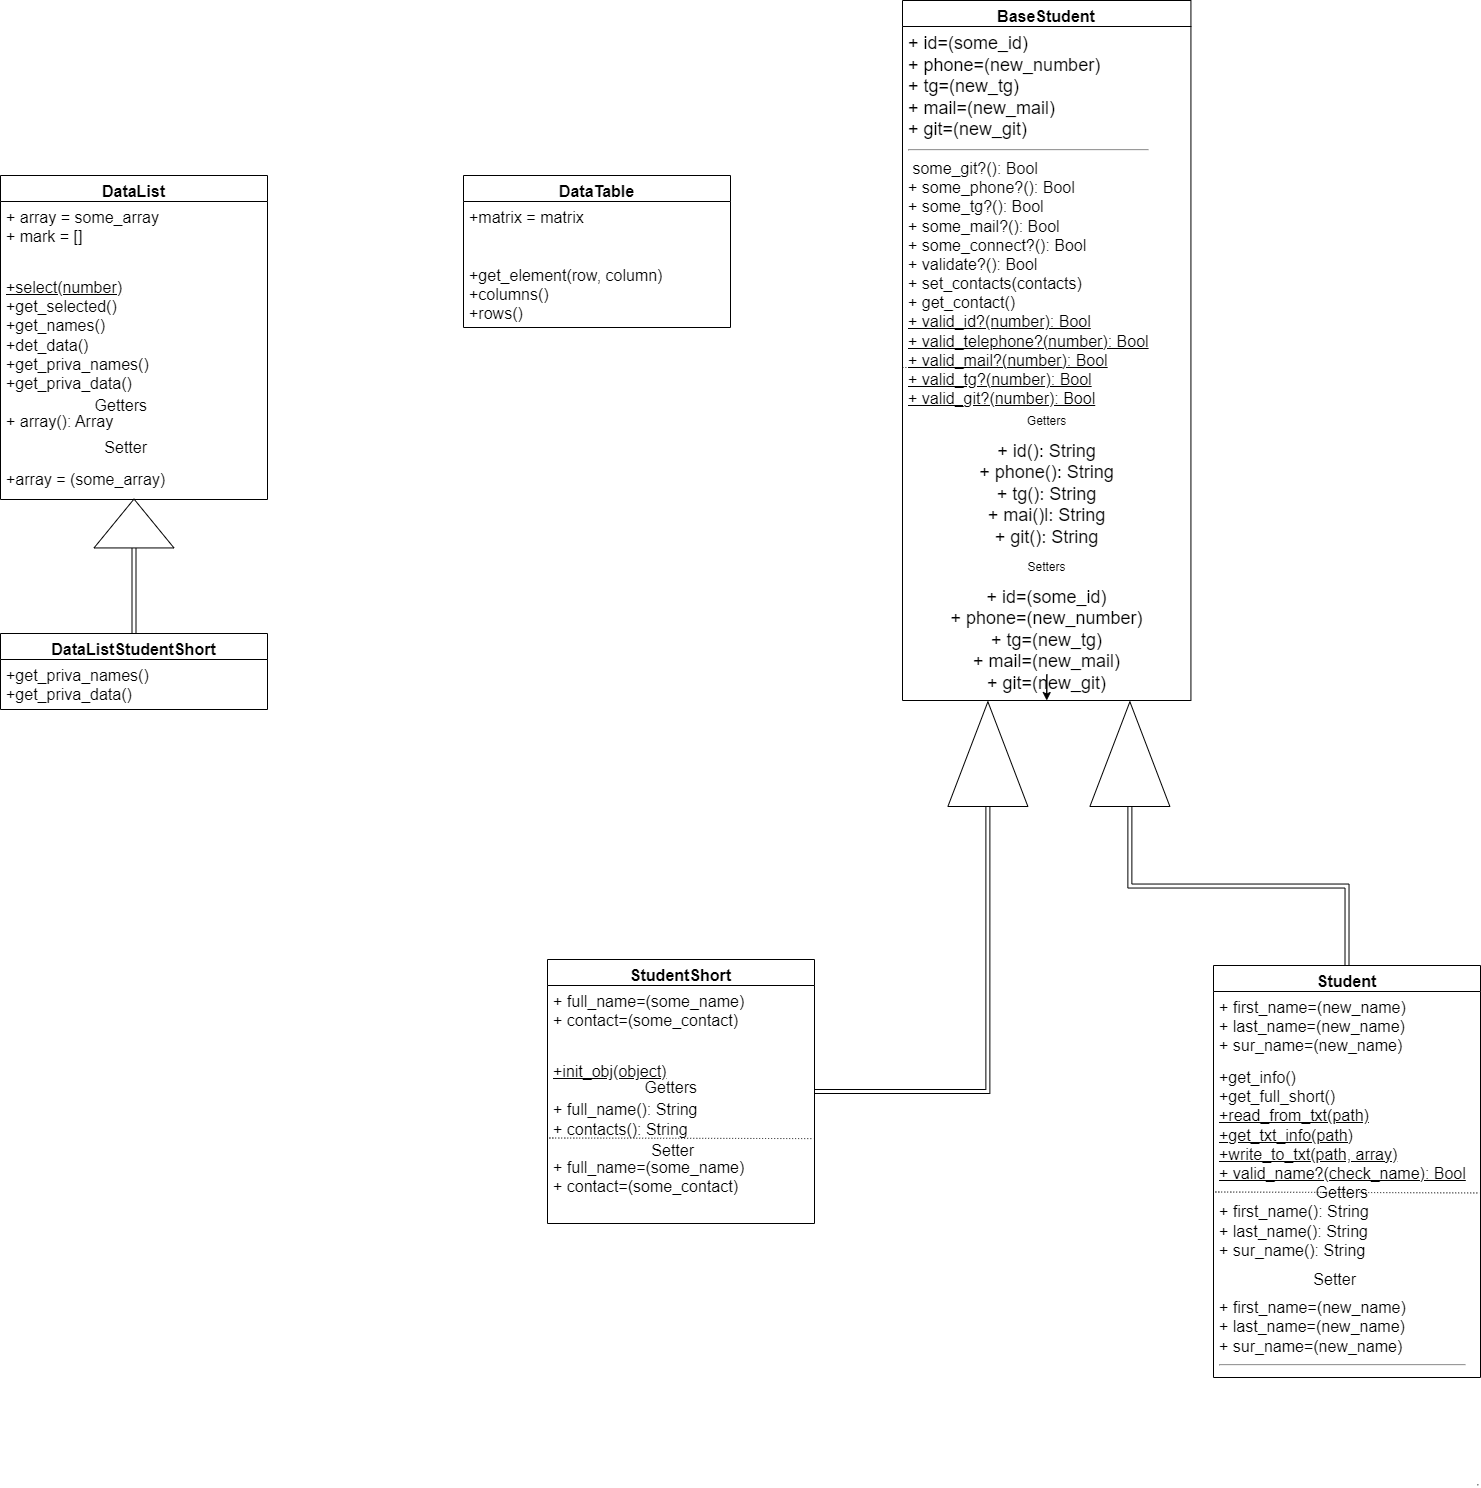 BaseStudent
+ id=(some_id)
+ phone=(new_number)
+ tg=(new_tg)
+ mail=(new_mail)
+ git=(new_git)
some_git?(): Bool
+ some_phone?(): Bool
+ some_tg?(): Bool
+ some_mail?(): Bool
+ some_connect?(): Bool
+ validate?(): Bool
+ set_contacts(contacts)
+ get_contact()
+ valid_id?(number): Bool
+ valid_telephone?(number): Bool
+ valid_mail?(number): Bool
+ valid_tg?(number): Bool
+ valid_git?(number): Bool
Getters
+ id(): String
+ phone(): String
+ tg(): String
+ mai()l: String
+ git(): String
Setters
+ id=(some_id)
+ phone=(new_number)
+ tg=(new_tg)
+ mail=(new_mail)
+ git=(new_git)
DataList
+ array = some_array
+ mark = []
+select(number)
+get_selected()
+get_names()
+det_data()
+get_priva_names()
+get_priva_data()
Getters
+ array(): Array
Setter
+array = (some_array)
DataTable
+matrix = matrix
+get_element(row, column)
+columns()
+rows()
DataListStudentShort
+get_priva_names()
+get_priva_data()
StudentShort
+ full_name=(some_name)
+ contact=(some_contact)
+init_obj(object)
Getters
+ full_name(): String
+ contacts(): String
Setter
+ full_name=(some_name)
+ contact=(some_contact)
Student
+ first_name=(new_name)
+ last_name=(new_name)
+ sur_name=(new_name)
+get_info()
+get_full_short()
+read_from_txt(path)
+get_txt_info(path)
+write_to_txt(path, array)
+ valid_name?(check_name): Bool
Getters
+ first_name(): String
+ last_name(): String
+ sur_name(): String
Setter
+ first_name=(new_name)
+ last_name=(new_name)
+ sur_name=(new_name)